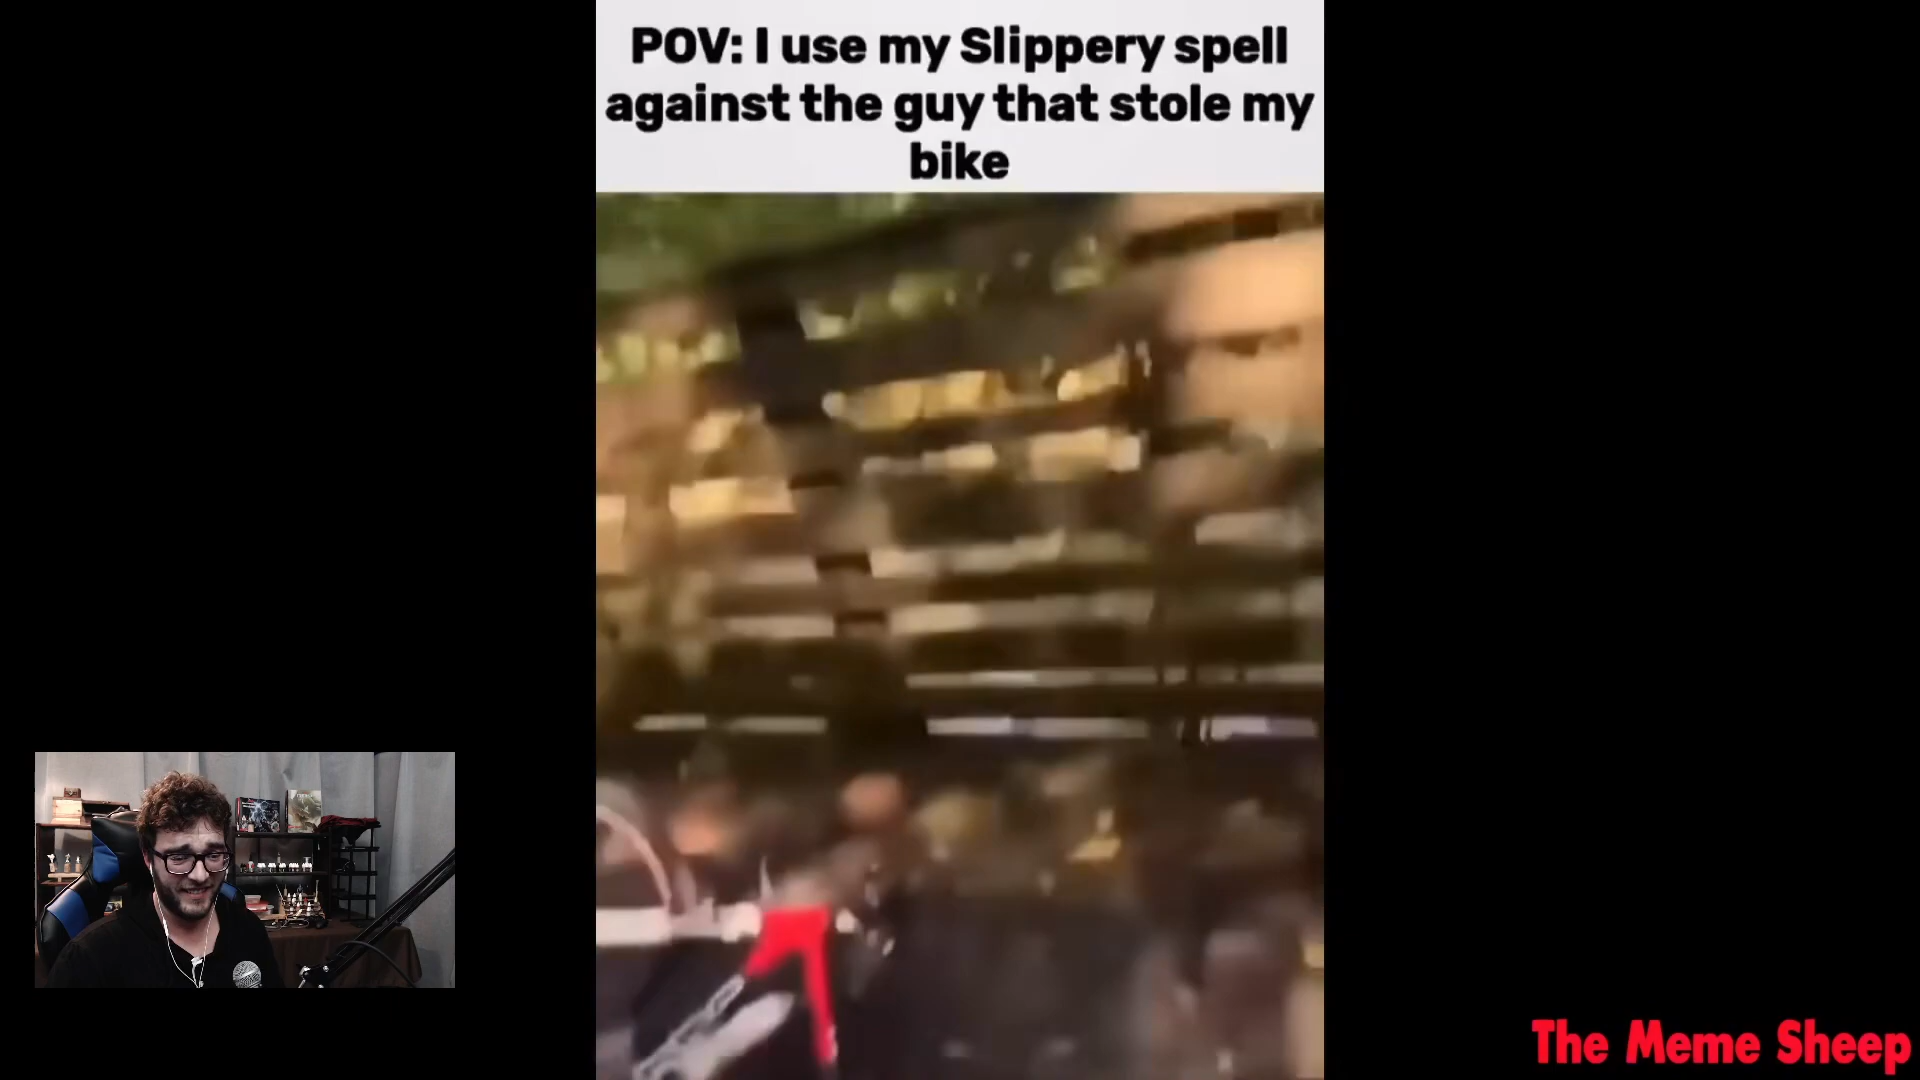 POV: I use my Slippery spell
against the guy that stole my
bike
The Meme Sheep